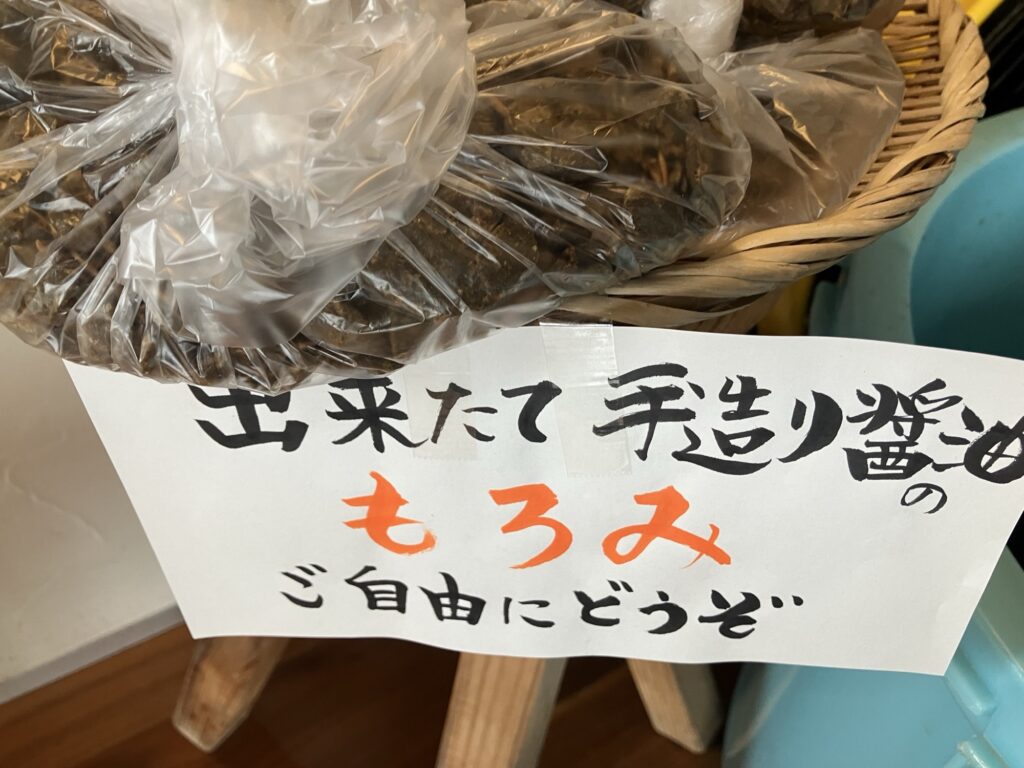 出来たて手造り醤油
の
もろみ
ご自由にどうぞ